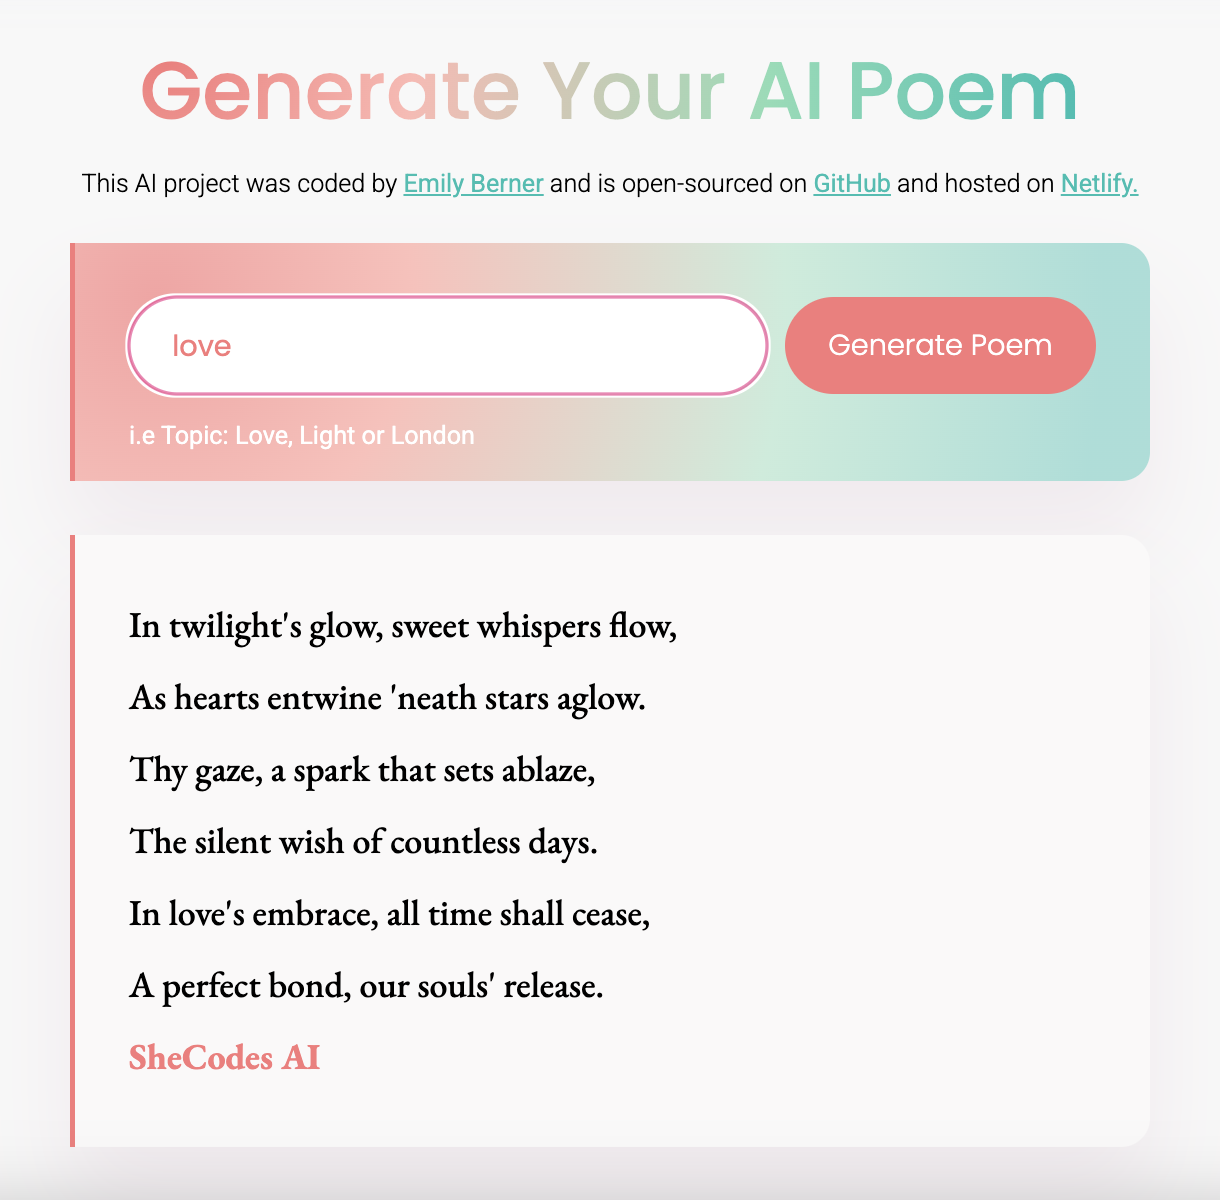 Generate Your AI Poem
This AI project was coded by Emily Berner and is open-sourced on GitHub and hosted on Netlify.
love
Generate Poem
i.e Topic: Love, Light or London
In twilight's glow, sweet whispers flow,
As hearts entwine 'neath stars aglow.
Thy gaze, a spark that sets ablaze,
The silent wish of countless days.
In love's embrace, all time shall cease,
A perfect bond, our souls' release.
SheCodes AI